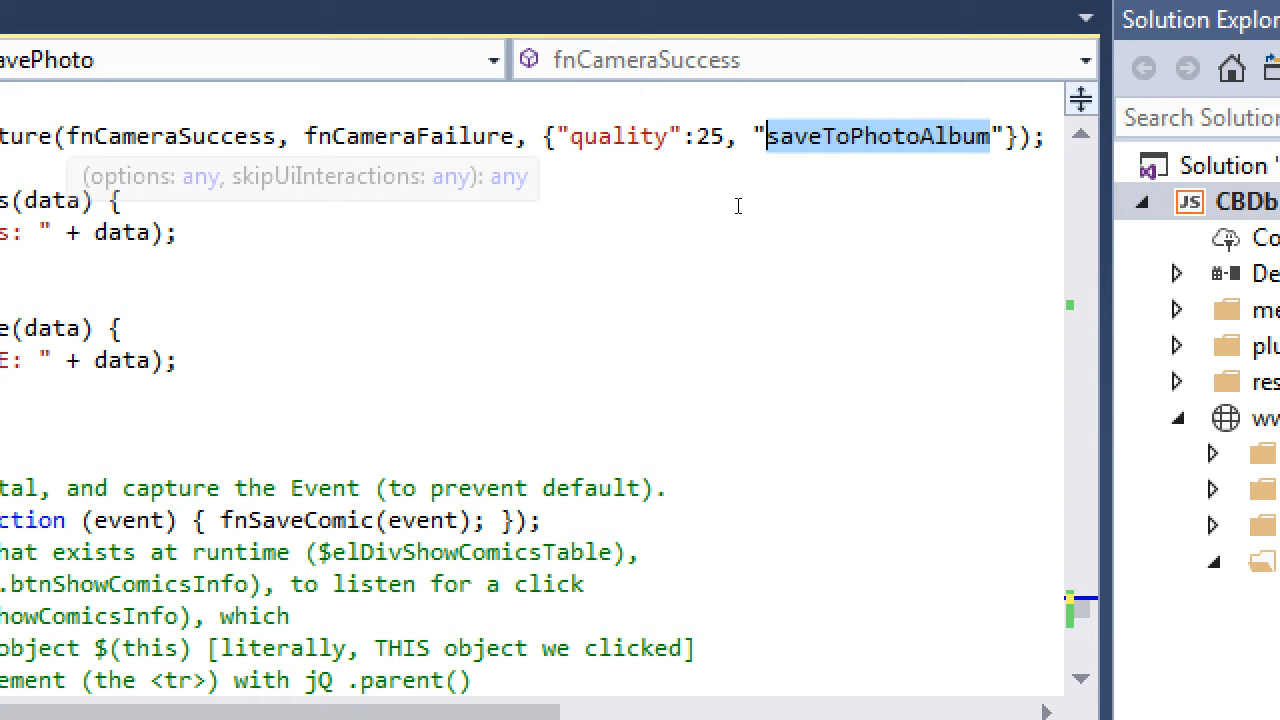 Solution Explor
avePhoto
fnCameraSuccess
Search Solution
ture(fnCameraSuccess, fnCameraFailure, {"quality":25, "saveToPhotoAlbum"});
(options: any, skipUiInteractions: any): any
s(data) {
s: " + data);
e(data) {
E: " + data);
tal, and capture the Event (to prevent default).
ction (event) { fnSaveComic(event); });
hat exists at runtime ($elDivShowComicsTable),
.btnShowComicsInfo), to listen for a click
howComicsInfo), which
object $(this) [literally, THIS object we clicked]
ement (the <tr>) with jQ .parent()
Solution '
JS CBDb
Co
De
me
plu
res
ww